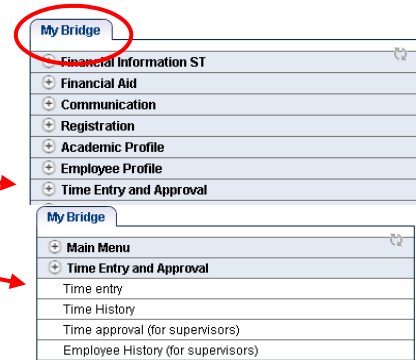 My Bridge
Financial Information ST
Financial Aid
Communication
Registration
Academic Profile
Employee Profile
Time Entry and Approval
My Bridge
Main Menu
Time Entry and Approval
Time entry
Time History
Time approval (for supervisors)
Employee History (for supervisors)